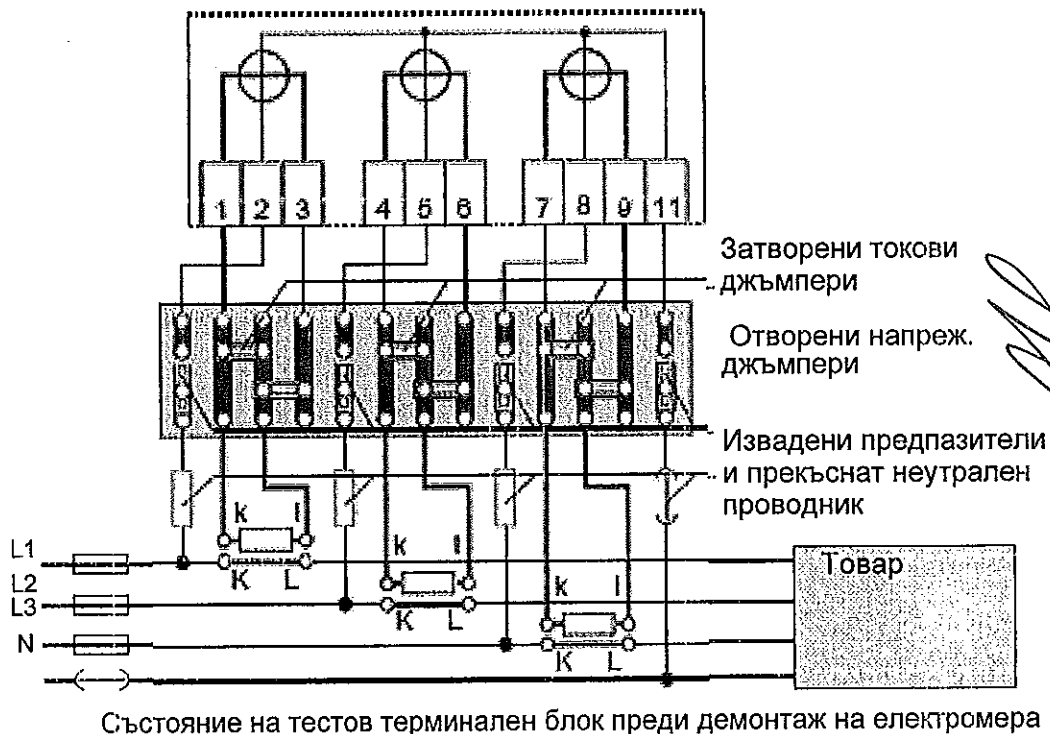 1 2 3 4 5 6 7 8 9 11
Затворени токови
джъмпери
Отворени напреж.
джъмпери
Извадени предпазители
и прекъснат неутрален
проводник
k l
L1
K L
k l
Товар
L2
L3
K L
k l
N
K L
Състояние на тестов терминален блок преди демонтаж на електромера